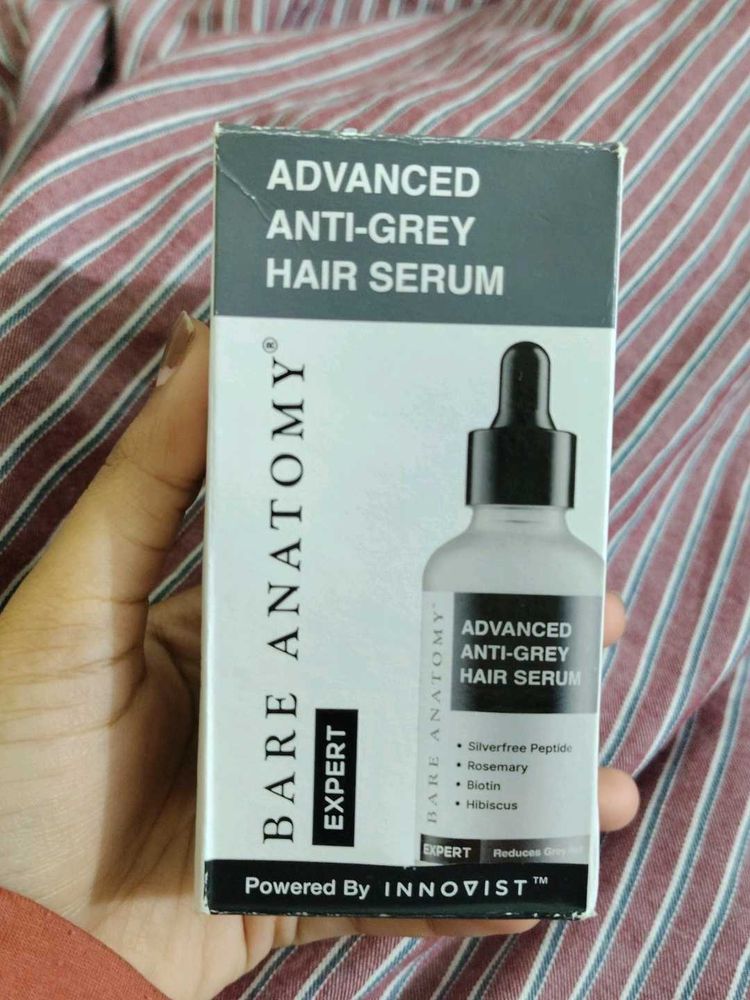 ADVANCED
ANTI-GREY
HAIR SERUM
BARE ANATOMY®
EXPERT
BARE ANATOMY
ADVANCED
ANTI-GREY
HAIR SERUM
• Silverfree Peptide
• Rosemary
• Biotin
• Hibiscus
EXPERT Reduces
Powered By INNOVIST™